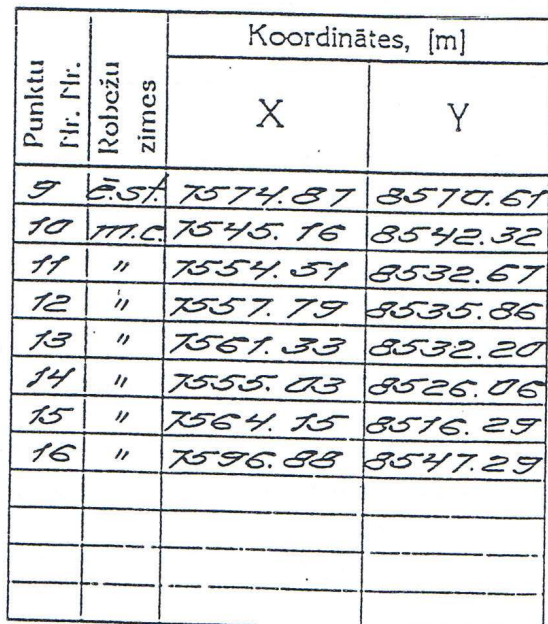 Punktu Nr. Nr. | Robežu zīmes | Koordinātes, [m]
X | Y
9 | ē.st. | 7574.87 | 8570.61
10 | m.c. | 7545.16 | 8542.32
11 | " | 7554.51 | 8532.67
12 | " | 7557.79 | 8535.86
13 | " | 7561.33 | 8532.20
14 | " | 7555.03 | 8526.06
15 | " | 7564.15 | 8516.29
16 | " | 7596.88 | 8547.29